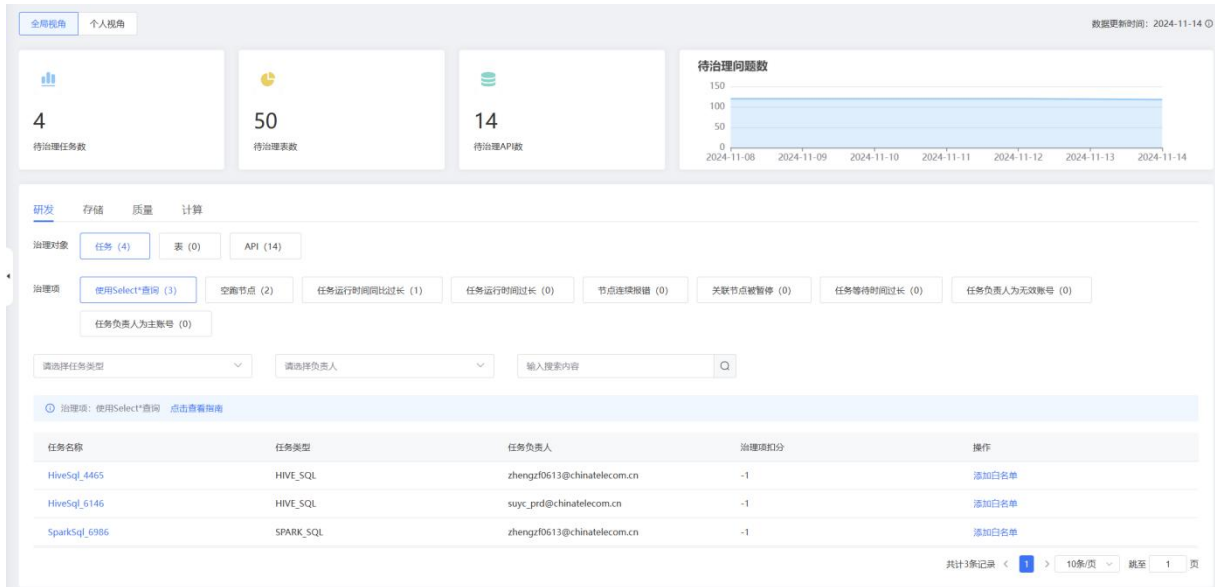 全局视角 个人视角 数据更新时间: 2024-11-14
4
待治理任务数
50
待治理表数
14
待治理API数
待治理问题数
150
100
50
0
2024-11-08 2024-11-09 2024-11-10 2024-11-11 2024-11-12 2024-11-13 2024-11-14
研发 存储 质量 计算
治理对象 任务 (4) 表 (0) API (14)
治理项 使用Select*查询 (3) 空跑节点 (2) 任务运行时间同比过长 (1) 任务运行时间过长 (0) 节点连续报错 (0) 关联节点被暂停 (0) 任务等待时间过长 (0) 任务负责人为无效账号 (0)
任务负责人为主账号 (0)
请选择任务类型 请选择负责人 输入搜索内容
治理项: 使用Select*查询 点击查看指南
任务名称 任务类型 任务负责人 治理项扣分 操作
HiveSql_4465 HIVE_SQL zhengzf0613@chinatelecom.cn -1 添加白名单
HiveSql_6146 HIVE_SQL suyc_prd@chinatelecom.cn -1 添加白名单
SparkSql_6986 SPARK_SQL zhengzf0613@chinatelecom.cn -1 添加白名单
共计3条记录 < 1 > 10条/页 跳至 1 页